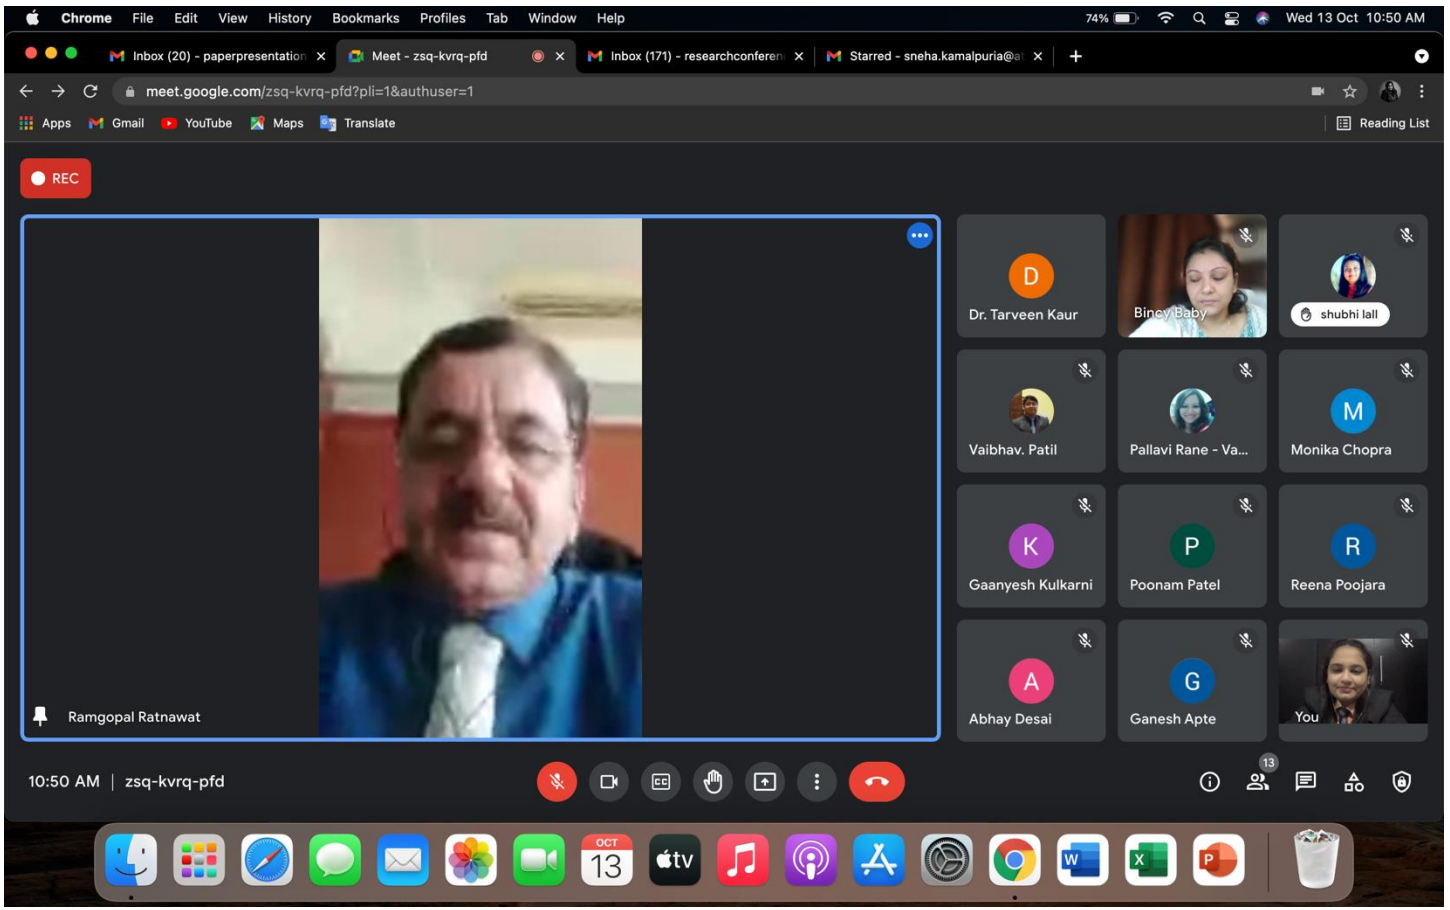 Chrome File Edit View History Bookmarks Profiles Tab Window Help 74% Wed 13 Oct 10:50 AM
Inbox (20) - paperpresentation Meet - zsq-kvrq-pfd Inbox (171) - researchconferen Starred - sneha.kamalpuria@a
meet.google.com/zsq-kvrq-pfd?pli=1&authuser=1
Apps Gmail YouTube Maps Translate Reading List
REC
D
Dr. Tarveen Kaur Bincy Baby shubhi lall
M
Vaibhav. Patil Pallavi Rane - Va... Monika Chopra
K P R
Gaanyesh Kulkarni Poonam Patel Reena Poojara
A G
Abhay Desai Ganesh Apte You
Ramgopal Ratnawat
10:50 AM | zsq-kvrq-pfd CC 13
OCT
13 tv W X P